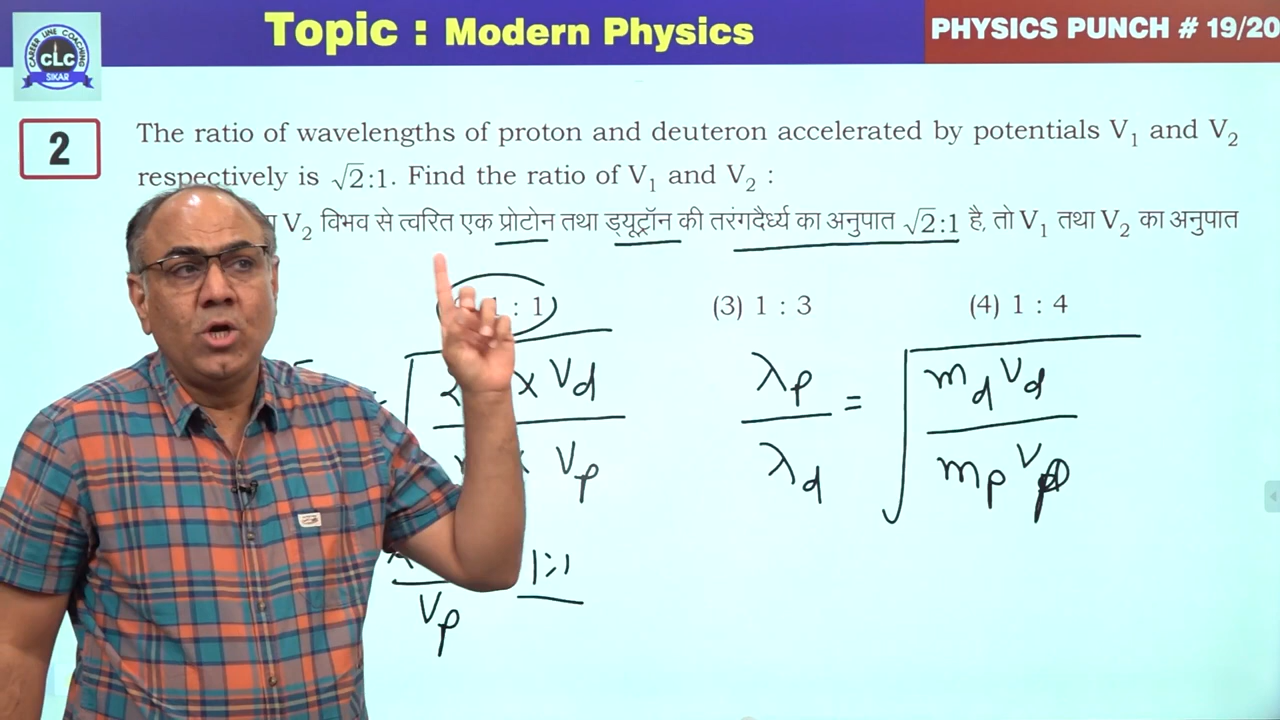 Topic : Modern Physics
PHYSICS PUNCH # 19/20
CAREER LINE COACHING
CLC
SIKAR
2
The ratio of wavelengths of proton and deuteron accelerated by potentials V₁ and V₂
respectively is √2:1. Find the ratio of V₁ and V₂ :
V₂ विभव से त्वरित एक प्रोटोन तथा ड्यूट्रॉन की तरंगदैर्ध्य का अनुपात √2:1 है, तो V₁ तथा V₂ का अनुपात
1 : 1
(3) 1 : 3
(4) 1 : 4
= √ x Vd
Vp
λp = √ md Vd
λd mp Vp
Vp
1:1